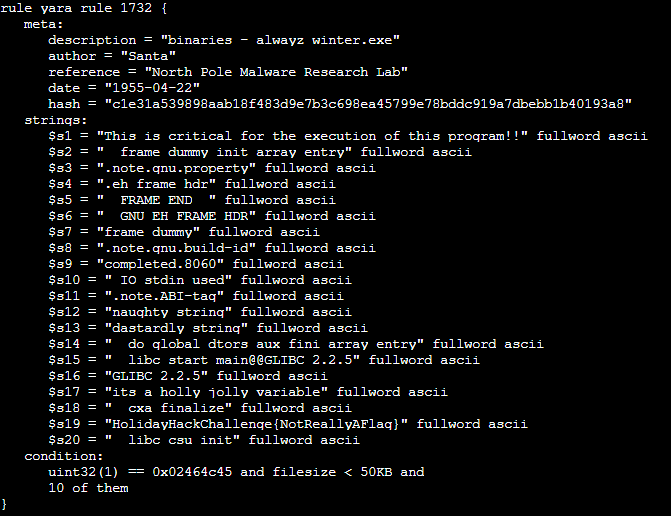 rule yara rule 1732 {
meta:
description = "binaries - alwayz winter.exe"
author = "Santa"
reference = "North Pole Malware Research Lab"
date = "1955-04-22"
hash = "c1e31a539898aab18f483d9e7b3c698ea45799e78bddc919a7dbebb1b40193a8"
strings:
$s1 = "This is critical for the execution of this program!!" fullword ascii
$s2 = "  frame dummy init array entry" fullword ascii
$s3 = ".note.gnu.property" fullword ascii
$s4 = ".eh frame hdr" fullword ascii
$s5 = "  FRAME END  " fullword ascii
$s6 = "  GNU EH FRAME HDR" fullword ascii
$s7 = "frame dummy" fullword ascii
$s8 = ".note.gnu.build-id" fullword ascii
$s9 = "completed.8060" fullword ascii
$s10 = " IO stdin used" fullword ascii
$s11 = ".note.ABI-tag" fullword ascii
$s12 = "naughty string" fullword ascii
$s13 = "dastardly string" fullword ascii
$s14 = "  do global dtors aux fini array entry" fullword ascii
$s15 = "  libc start main@@GLIBC 2.2.5" fullword ascii
$s16 = "GLIBC 2.2.5" fullword ascii
$s17 = "its a holly jolly variable" fullword ascii
$s18 = "  cxa finalize" fullword ascii
$s19 = "HolidayHackChallenge{NotReallyAFlag}" fullword ascii
$s20 = "  libc csu init" fullword ascii
condition:
uint32(1) == 0x02464c45 and filesize < 50KB and
10 of them
}